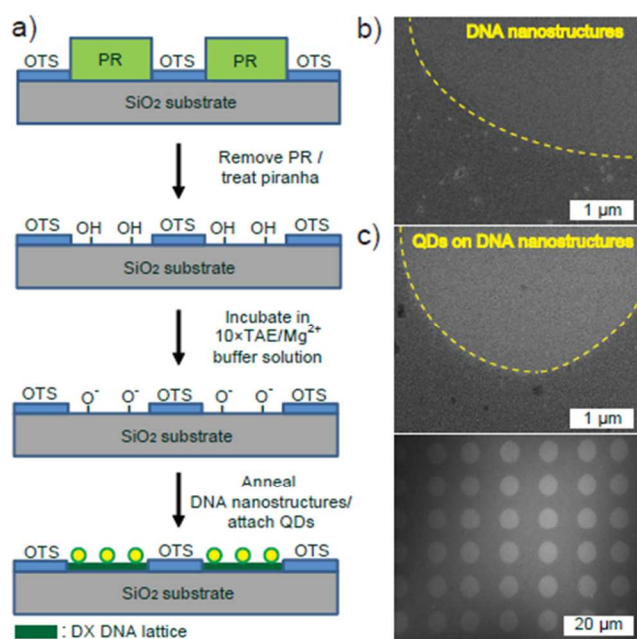 a)
OTS PR OTS PR OTS
SiO₂ substrate
Remove PR /
treat piranha
OTS OH OH OTS OH OH OTS
SiO₂ substrate
Incubate in
10×TAE/Mg²⁺
buffer solution
OTS O⁻ O⁻ OTS O⁻ O⁻ OTS
SiO₂ substrate
Anneal
DNA nanostructures/
attach QDs
OTS OTS OTS
SiO₂ substrate
: DX DNA lattice
b)
DNA nanostructures
1 µm
c)
QDs on DNA nanostructures
1 µm
20 µm